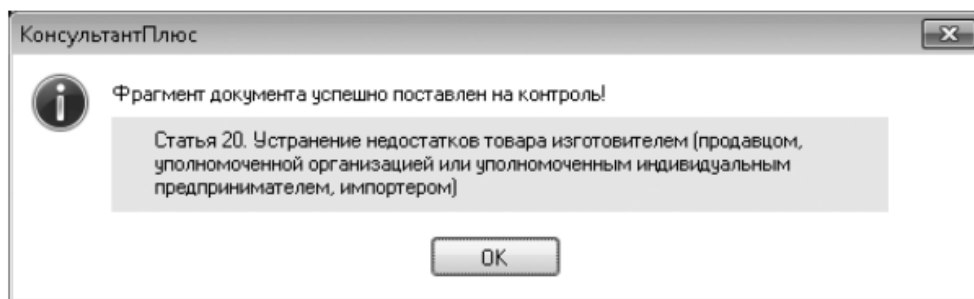 КонсультантПлюс
Фрагмент документа успешно поставлен на контроль!
Статья 20. Устранение недостатков товара изготовителем (продавцом,
уполномоченной организацией или уполномоченным индивидуальным
предпринимателем, импортером)
ОК